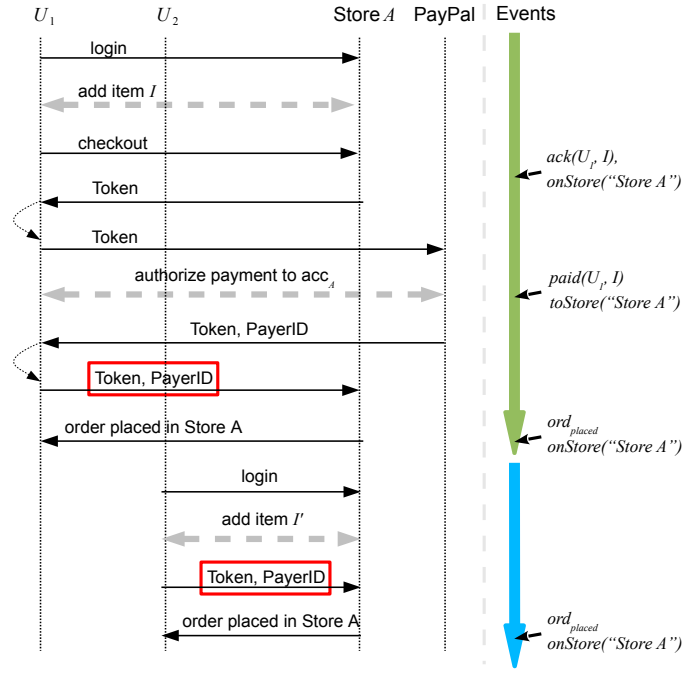 U1 U2 Store A PayPal Events
login
add item I
checkout
ack(U1, I),
onStore("Store A")
Token
Token
authorize payment to accA
paid(U1, I)
toStore("Store A")
Token, PayerID
Token, PayerID
order placed in Store A
ordplaced
onStore("Store A")
login
add item I'
Token, PayerID
order placed in Store A
ordplaced
onStore("Store A")